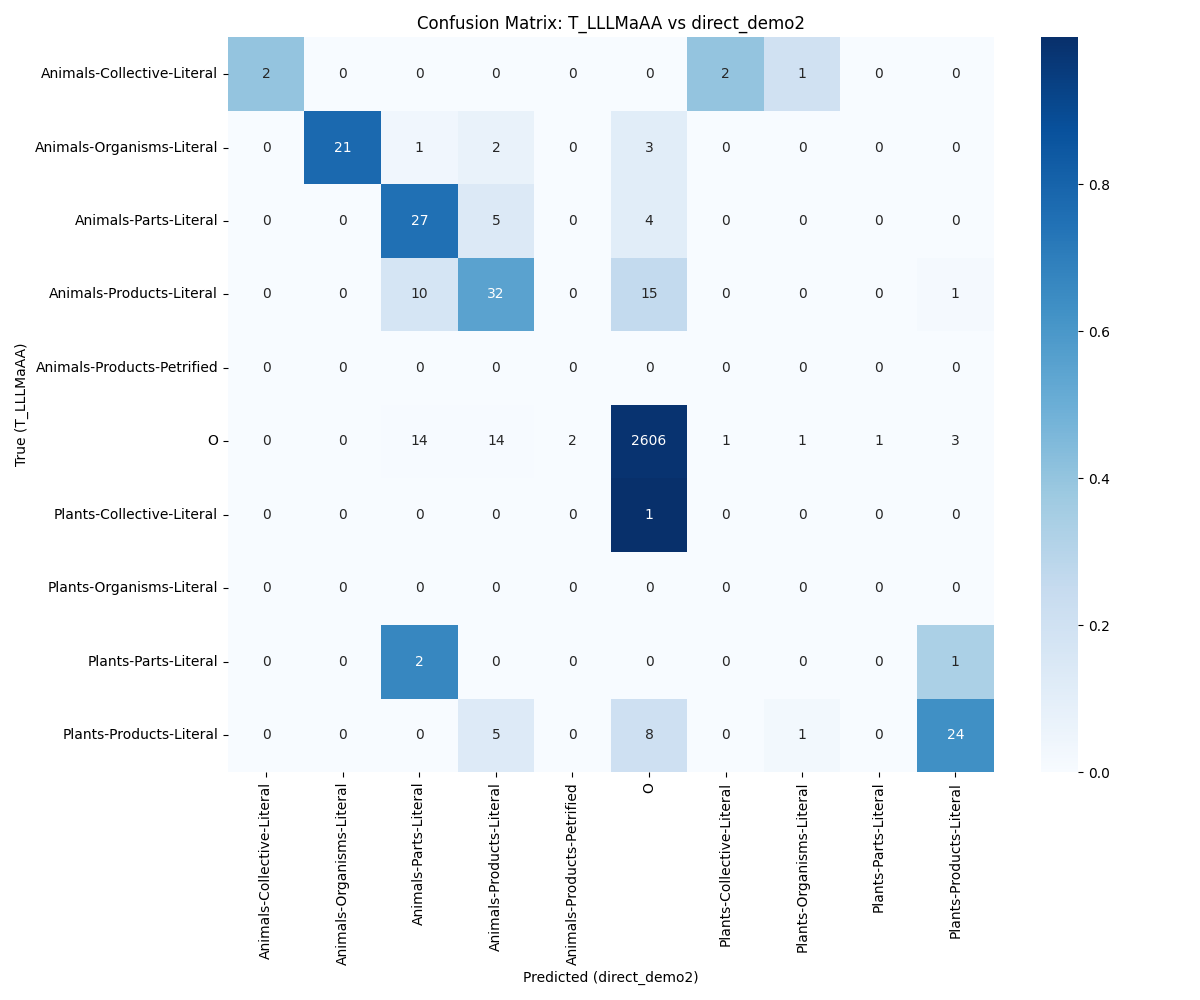 Confusion Matrix: T_LLLMaAA vs direct_demo2
Animals-Collective-Literal 2 0 0 0 0 0 2 1 0 0
Animals-Organisms-Literal 0 21 1 2 0 3 0 0 0 0
Animals-Parts-Literal 0 0 27 5 0 4 0 0 0 0
Animals-Products-Literal 0 0 10 32 0 15 0 0 0 1
Animals-Products-Petrified 0 0 0 0 0 0 0 0 0 0
O 0 0 14 14 2 2606 1 1 1 3
Plants-Collective-Literal 0 0 0 0 0 1 0 0 0 0
Plants-Organisms-Literal 0 0 0 0 0 0 0 0 0 0
Plants-Parts-Literal 0 0 2 0 0 0 0 0 0 1
Plants-Products-Literal 0 0 0 5 0 8 0 1 0 24
True (T_LLLMaAA)
Animals-Collective-Literal
Animals-Organisms-Literal
Animals-Parts-Literal
Animals-Products-Literal
Animals-Products-Petrified
O
Plants-Collective-Literal
Plants-Organisms-Literal
Plants-Parts-Literal
Plants-Products-Literal
Predicted (direct_demo2)
0.8
0.6
0.4
0.2
0.0